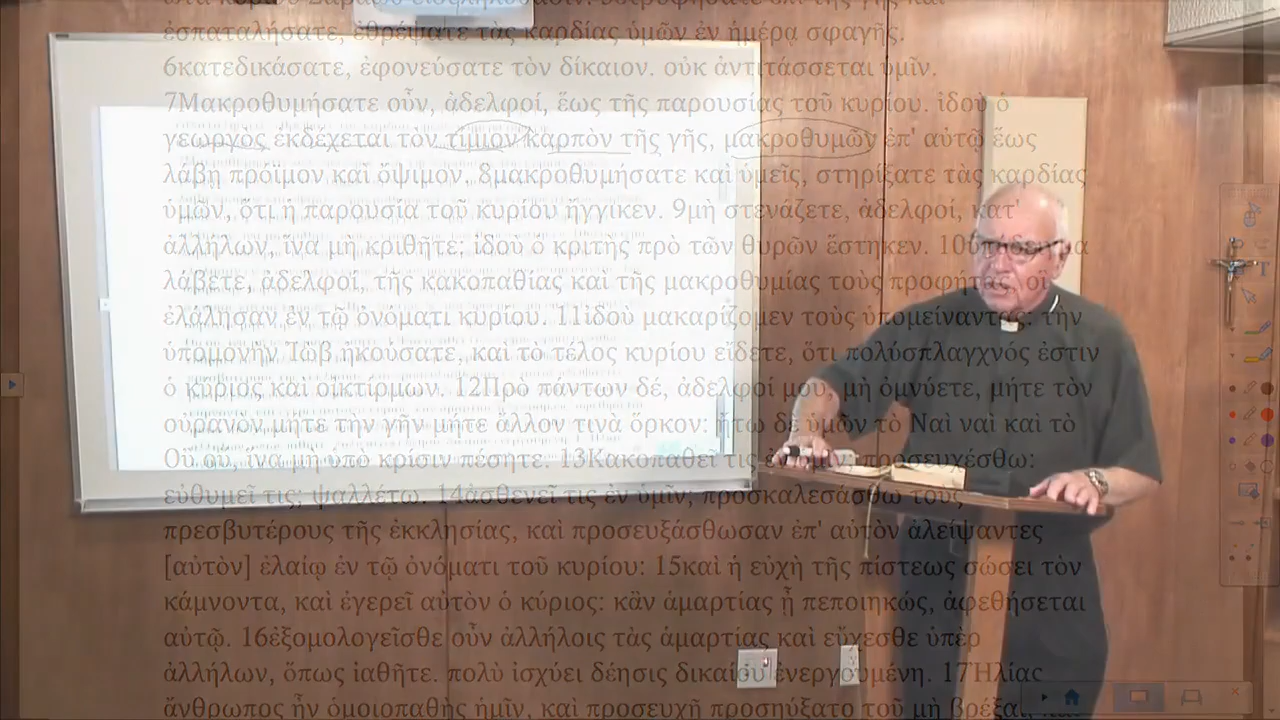 ἐσπαταλήσατε, ἐθρέψατε τὰς καρδίας ὑμῶν ἐν ἡμέρᾳ σφαγῆς.
6κατεδικάσατε, ἐφονεύσατε τὸν δίκαιον. οὐκ ἀντιτάσσεται ὑμῖν.
7Μακροθυμήσατε οὖν, ἀδελφοί, ἕως τῆς παρουσίας τοῦ κυρίου. ἰδοὺ ὁ
γεωργὸς ἐκδέχεται τὸν τίμιον καρπὸν τῆς γῆς, μακροθυμῶν ἐπ' αὐτῷ ἕως
λάβῃ πρόϊμον καὶ ὄψιμον. 8μακροθυμήσατε καὶ ὑμεῖς, στηρίξατε τὰς καρδίας
ὑμῶν, ὅτι ἡ παρουσία τοῦ κυρίου ἤγγικεν. 9μὴ στενάζετε, ἀδελφοί, κατ'
ἀλλήλων, ἵνα μὴ κριθῆτε: ἰδοὺ ὁ κριτὴς πρὸ τῶν θυρῶν ἕστηκεν.
λάβετε, ἀδελφοί, τῆς κακοπαθίας καὶ τῆς μακροθυμίας τοὺς προφήτας, οἳ
ἐλάλησαν ἐν τῷ ὀνόματι κυρίου. 11ἰδοὺ μακαρίζομεν τοὺς ὑπομείναντας: τὴν
ὑπομονὴν Ἰὼβ ἠκούσατε, καὶ τὸ τέλος κυρίου εἴδετε, ὅτι πολύσπλαγχνός ἐστιν
ὁ κύριος καὶ οἰκτίρμων. 12Πρὸ πάντων δέ, ἀδελφοί μου, μὴ ὀμνύετε, μήτε τὸν
οὐρανὸν μήτε τὴν γῆν μήτε ἄλλον τινὰ ὅρκον: ἤτω δὲ ὑμῶν τὸ Ναὶ ναὶ καὶ τὸ
Οὒ οὔ, ἵνα μὴ ὑπὸ κρίσιν πέσητε. 13Κακοπαθεῖ τις ἐν ὑμῖν; προσευχέσθω:
εὐθυμεῖ τις; ψαλλέτω. 14ἀσθενεῖ τις ἐν ὑμῖν; προσκαλεσάσθω τοὺς
πρεσβυτέρους τῆς ἐκκλησίας, καὶ προσευξάσθωσαν ἐπ' αὐτὸν ἀλείψαντες
[αὐτὸν] ἐλαίῳ ἐν τῷ ὀνόματι τοῦ κυρίου: 15καὶ ἡ εὐχὴ τῆς πίστεως σώσει τὸν
κάμνοντα, καὶ ἐγερεῖ αὐτὸν ὁ κύριος: κἂν ἁμαρτίας ᾖ πεποιηκώς, ἀφεθήσεται
αὐτῷ. 16ἐξομολογεῖσθε οὖν ἀλλήλοις τὰς ἁμαρτίας καὶ εὔχεσθε ὑπὲρ
ἀλλήλων, ὅπως ἰαθῆτε. πολὺ ἰσχύει δέησις δικαίου ἐνεργουμένη. 17Ἠλίας
ἄνθρωπος ἦν ὁμοιοπαθὴς ἡμῖν, καὶ προσευχῇ προσηύξατο τοῦ μὴ βρέξαι,